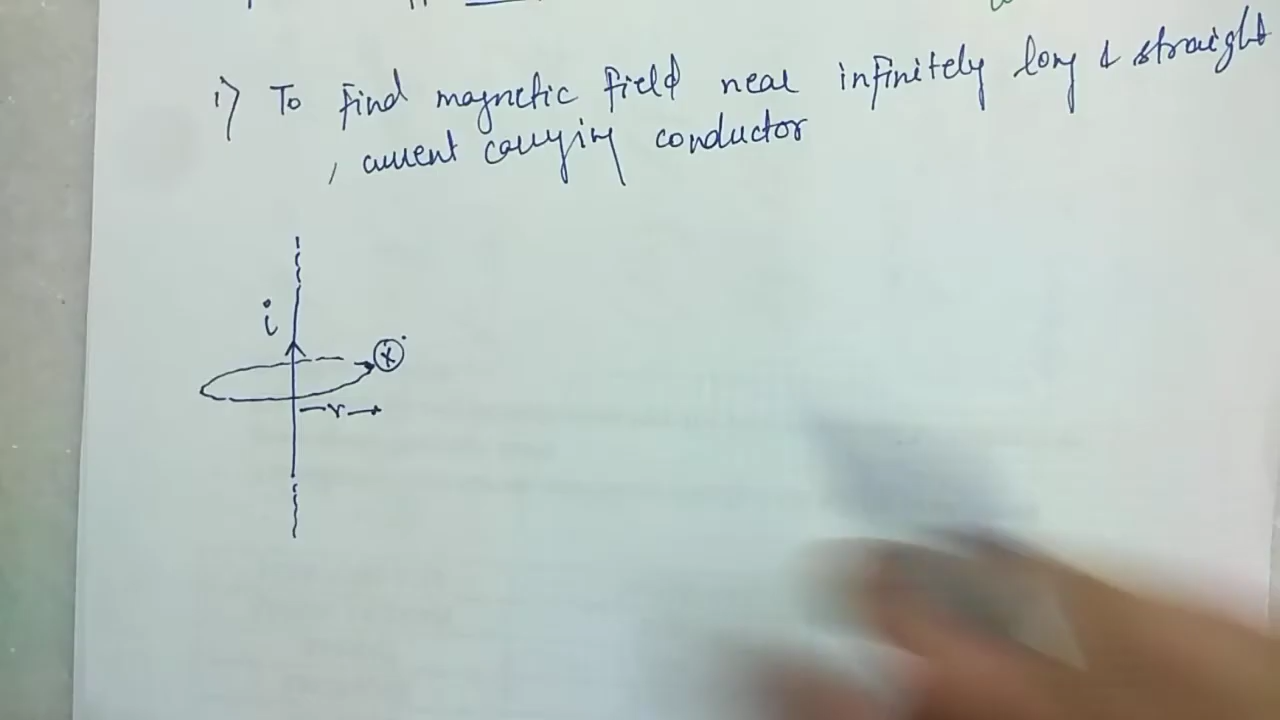 i) To find magnetic field near infinitely long & straight
, current carrying conductor
i
x
r